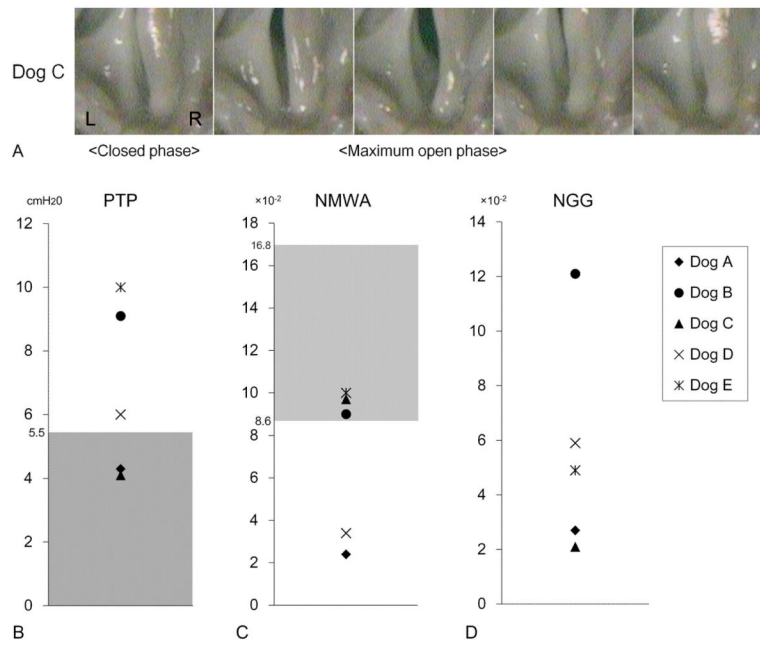 Dog C
L
R
A
<Closed phase>
<Maximum open phase>
cmH20
PTP
12
10
8
6
5.5
4
2
0
B
×10⁻²
NMWA
18
16.8
16
14
12
10
8.6
8
6
4
2
0
C
×10⁻²
NGG
14
12
10
8
6
4
2
0
D
Dog A
Dog B
Dog C
Dog D
Dog E